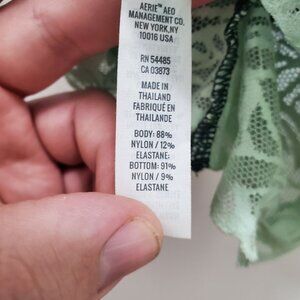 AERIE™ AEO
MANAGEMENT CO.
NEW YORK, NY
10016 USA
RN 54485
CA 03873
MADE IN
THAILAND
FABRIQUÉ EN
THAÏLANDE
BODY: 88%
NYLON / 12%
ELASTANE:
BOTTOM: 91%
NYLON / 9%
ELASTANE